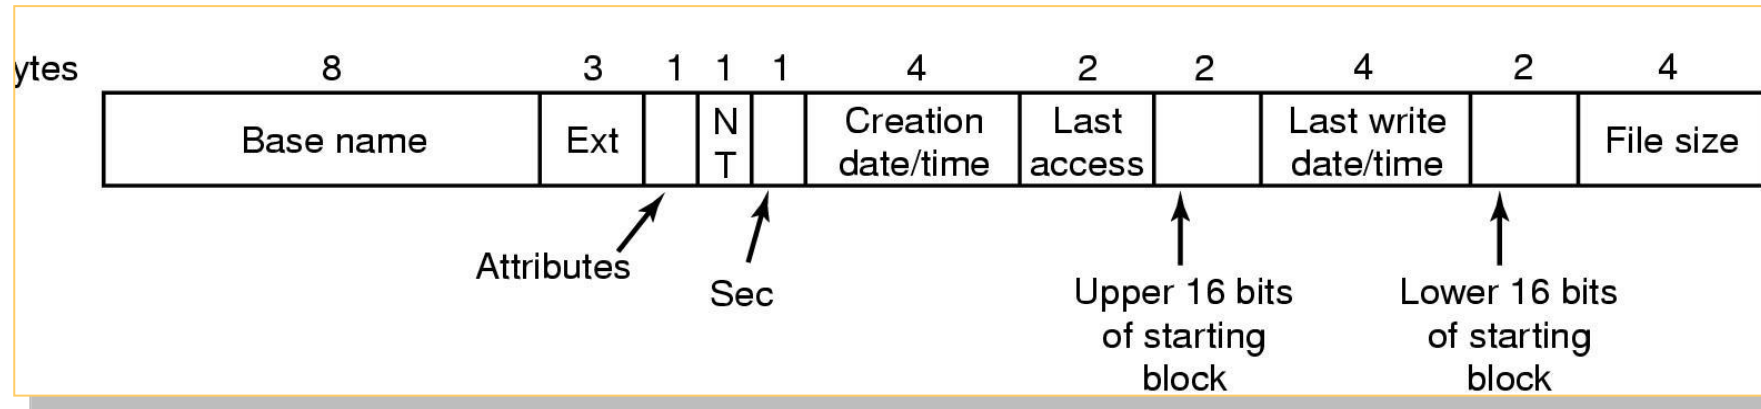 ytes 8 3 1 1 1 4 2 2 4 2 4
Base name Ext N T Creation date/time Last access Last write date/time File size
Attributes
Sec
Upper 16 bits of starting block
Lower 16 bits of starting block